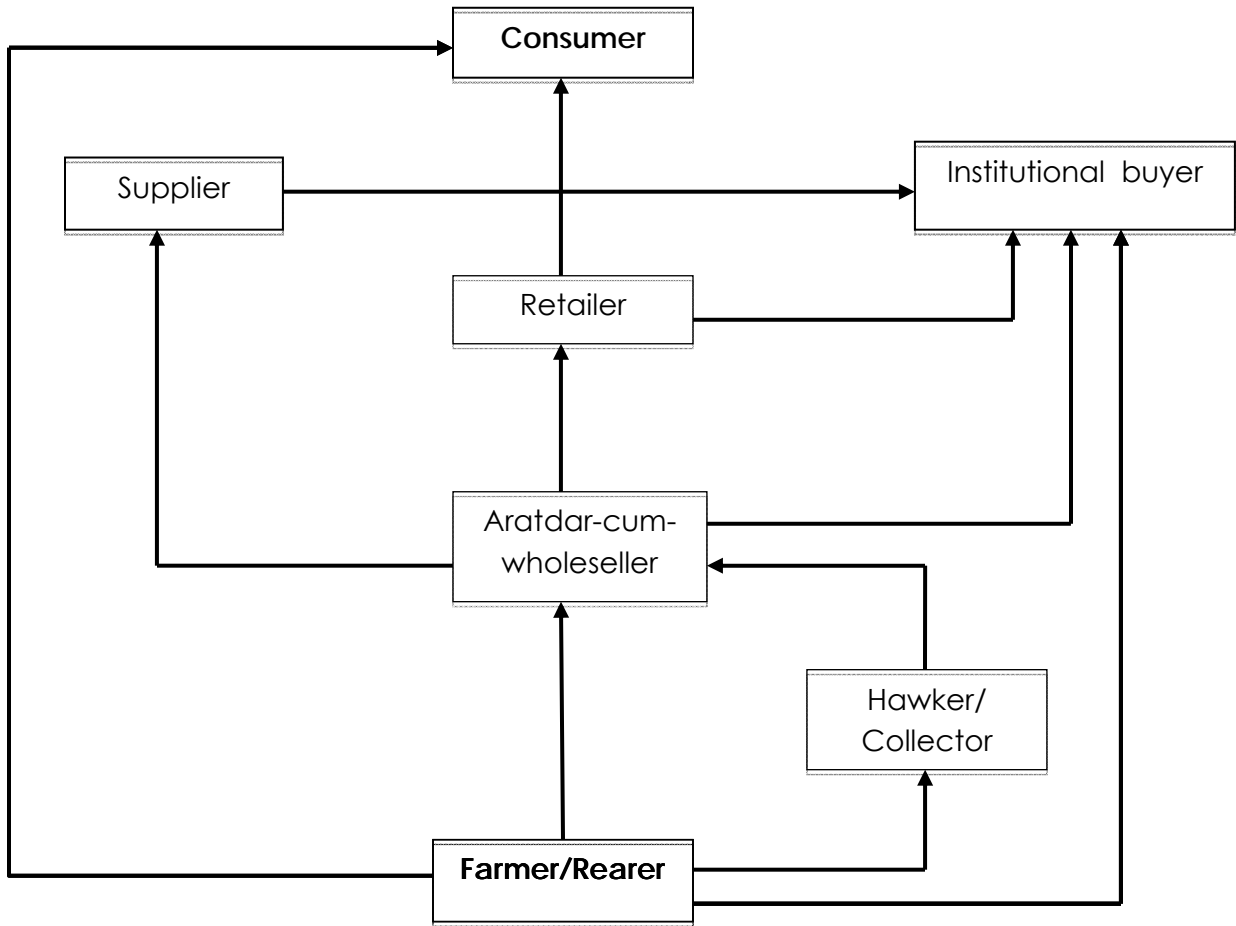 Consumer
Supplier
Institutional buyer
Retailer
Aratdar-cum-
wholeseller
Hawker/
Collector
Farmer/Rearer